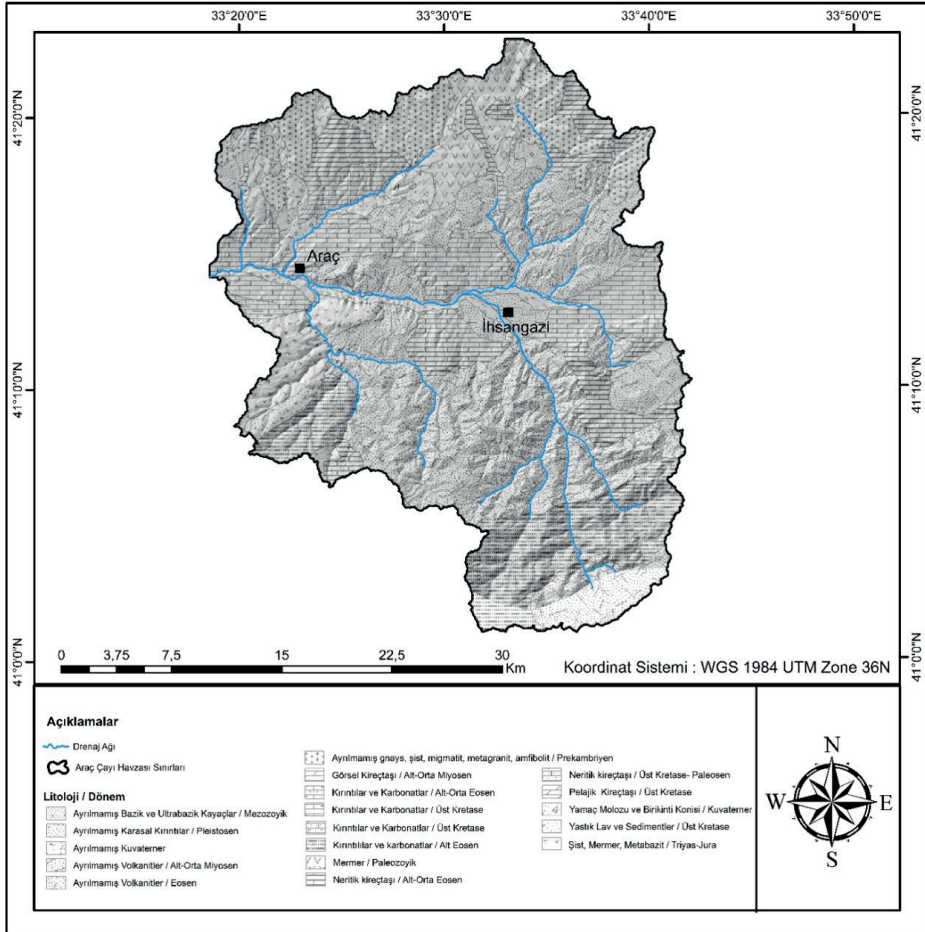 33°20'0"E
33°30'0"E
33°40'0"E
33°50'0"E
41°20'0"N
41°20'0"N
Araç
İhsangazi
41°10'0"N
41°10'0"N
41°0'0"N
41°0'0"N
0 3,75 7,5 15 22,5 30
Km
Koordinat Sistemi : WGS 1984 UTM Zone 36N
Açıklamalar
Drenaj Ağı
Araç Çayı Havzası Sınırları
Litoloji / Dönem
Ayrılmamış Bazik ve Ultrabazik Kayaçlar / Mezozoyik
Ayrılmamış Karasal Kırıntılar / Pleistosen
Ayrılmamış Kuvaterner
Ayrılmamış Volkanitler / Alt-Orta Miyosen
Ayrılmamış Volkanitler / Eosen
Ayrılmamış gnays, şist, migmatit, metagranit, amfibolit / Prekambriyen
Görsel Kireçtaşı / Alt-Orta Miyosen
Kırıntılar ve Karbonatlar / Alt-Orta Eosen
Kırıntılar ve Karbonatlar / Üst Kretase
Kırıntılar ve Karbonatlar / Üst Kretase
Kırıntılılar ve karbonatlar / Alt Eosen
Mermer / Paleozoyik
Neritik kireçtaşı / Alt-Orta Eosen
Neritik kireçtaşı / Üst Kretase- Paleosen
Pelajik Kireçtaşı / Üst Kretase
Yamaç Molozu ve Birikinti Konisi / Kuvaterner
Yastık Lav ve Sedimentler / Üst Kretase
Şist, Mermer, Metabazit / Triyas-Jura
N
W E
S